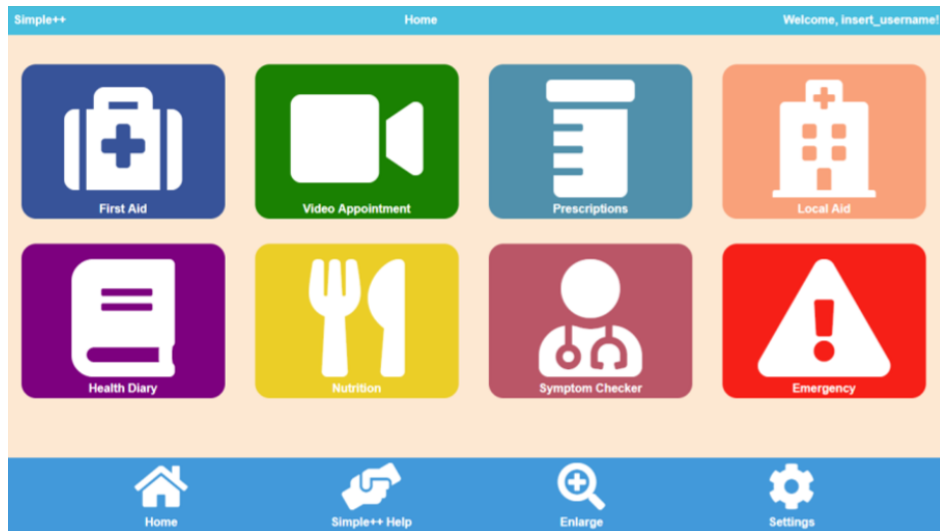 Simple++ Home Welcome, insert_username!
First Aid Video Appointment Prescriptions Local Aid
Health Diary Nutrition Symptom Checker Emergency
Home Simple++ Help Enlarge Settings